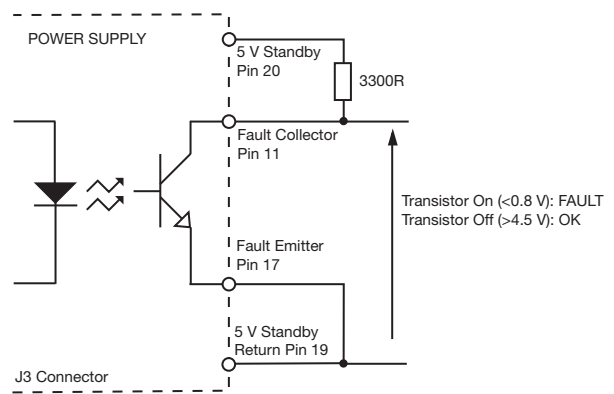 POWER SUPPLY
5 V Standby
Pin 20
3300R
Fault Collector
Pin 11
Transistor On (<0.8 V): FAULT
Transistor Off (>4.5 V): OK
Fault Emitter
Pin 17
5 V Standby
Return Pin 19
J3 Connector